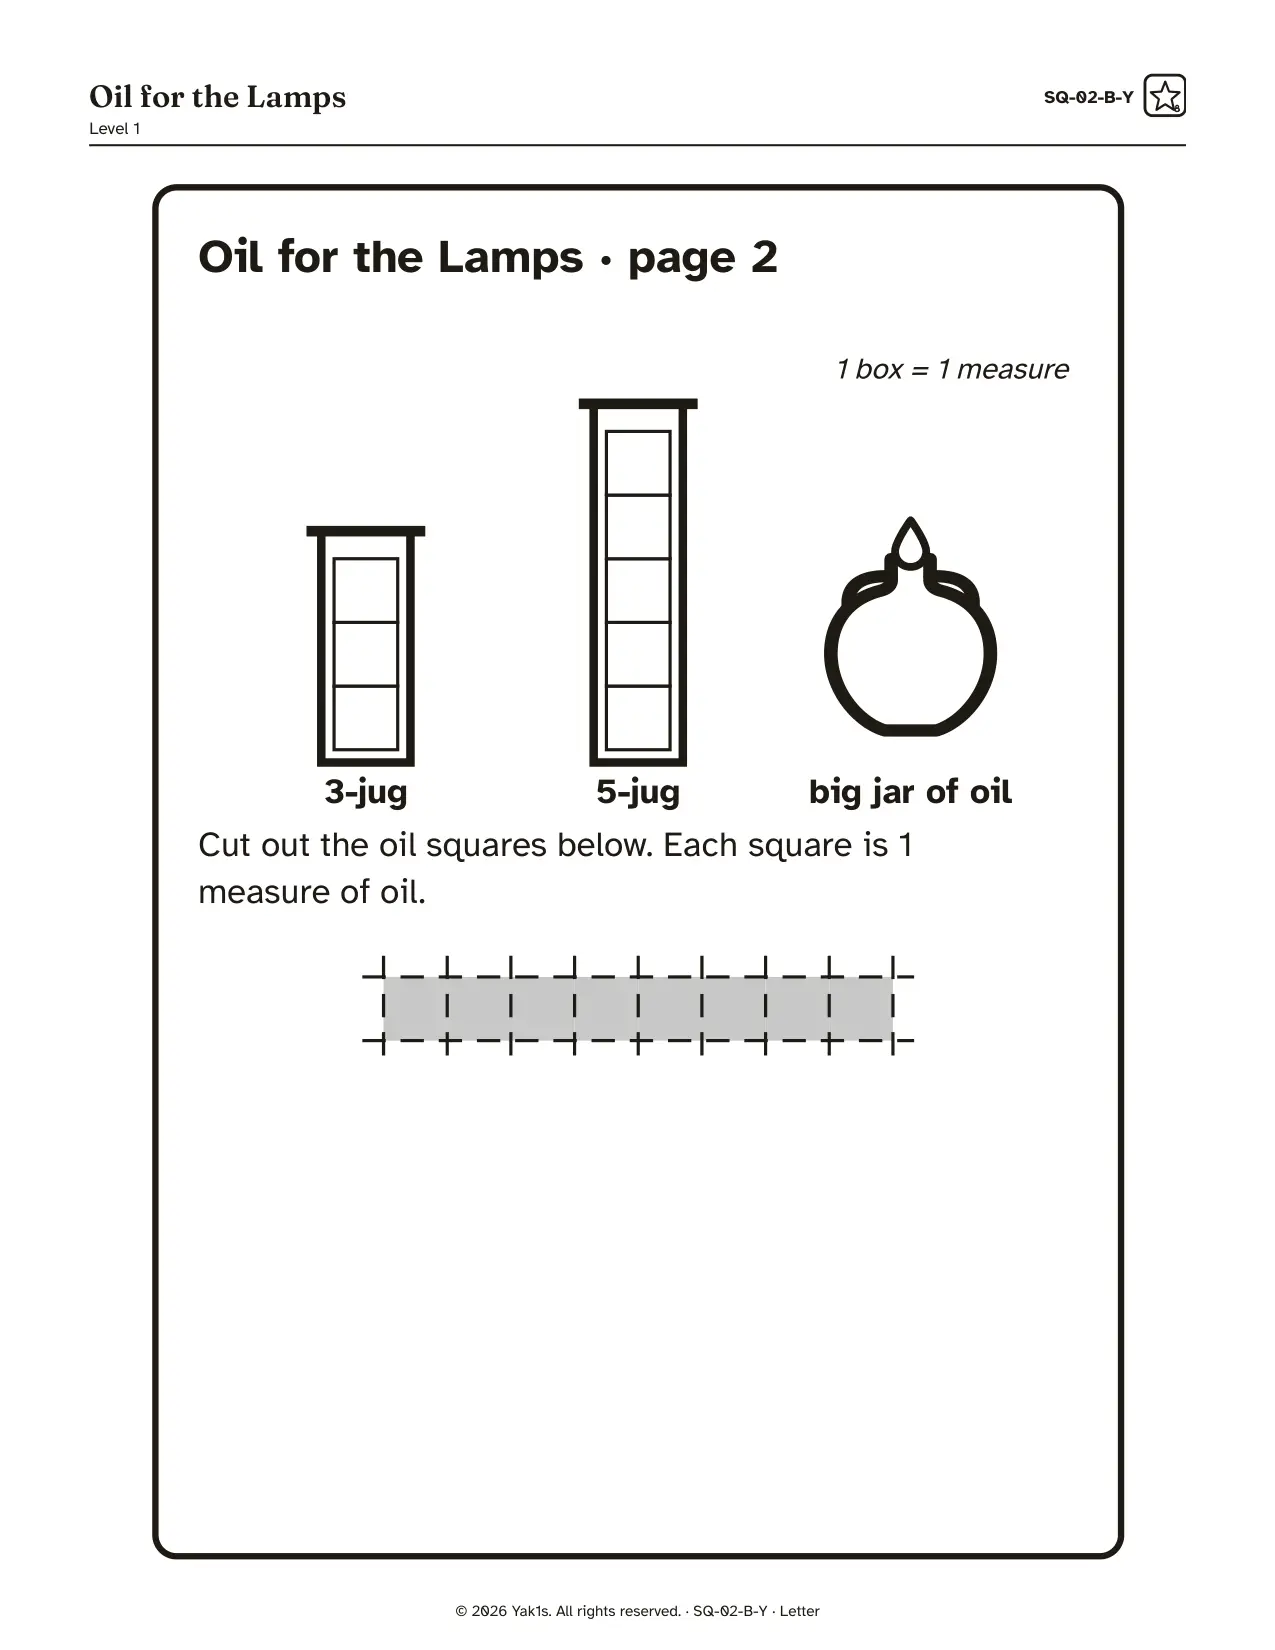 Oil for the Lamps
Level 1
SQ-02-B-Y
Oil for the Lamps · page 2
1 box = 1 measure
3-jug
5-jug
big jar of oil
Cut out the oil squares below. Each square is 1
measure of oil.
© 2026 Yak1s. All rights reserved. · SQ-02-B-Y · Letter